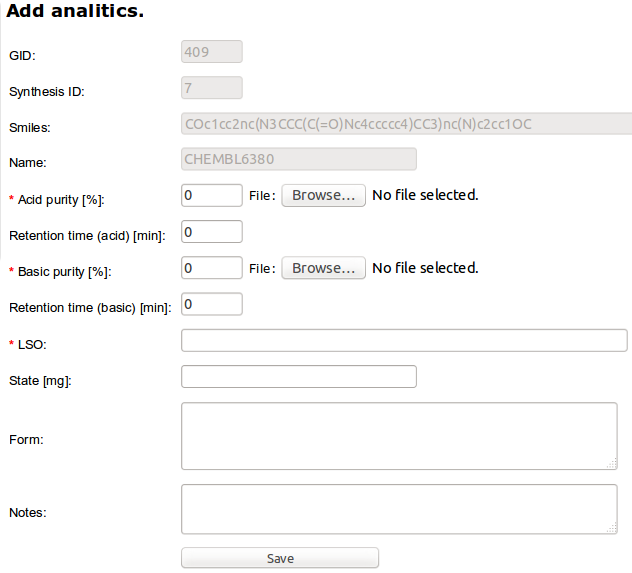 Add analitics.
GID: 409
Synthesis ID: 7
Smiles: COc1cc2nc(N3CCC(C(=O)Nc4ccccc4)CC3)nc(N)c2cc1OC
Name: CHEMBL6380
* Acid purity [%]: 0 File: Browse... No file selected.
Retention time (acid) [min]: 0
* Basic purity [%]: 0 File: Browse... No file selected.
Retention time (basic) [min]: 0
* LSO:
State [mg]:
Form:
Notes:
Save